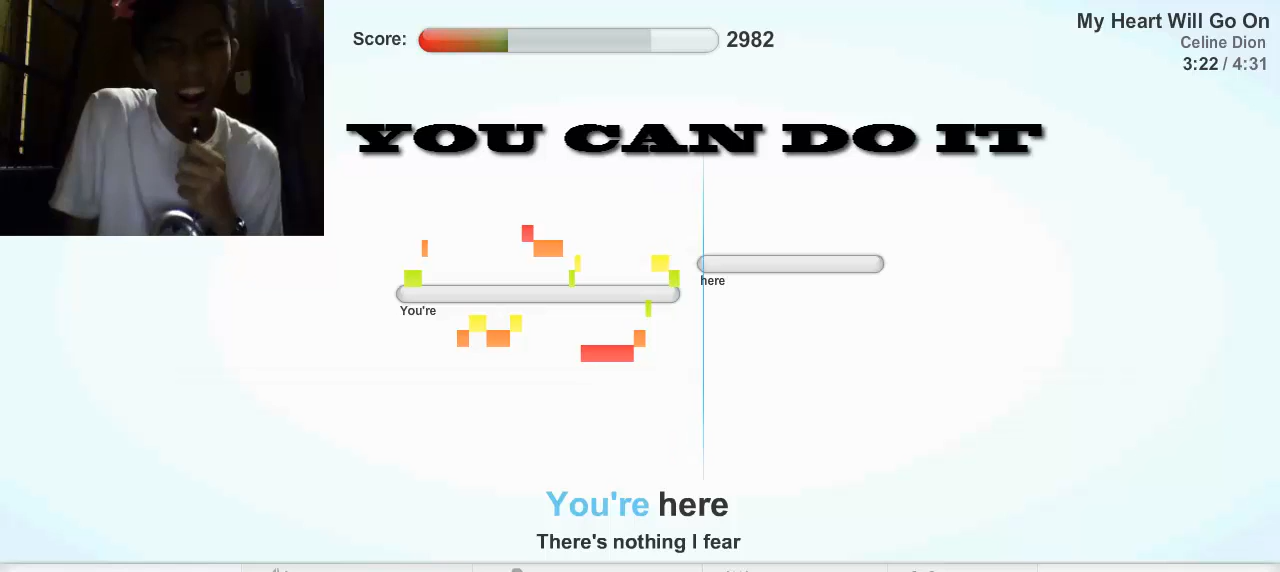 Score: 2982
My Heart Will Go On
Celine Dion
3:22 / 4:31
YOU CAN DO IT
here
You're
You're here
There's nothing I fear